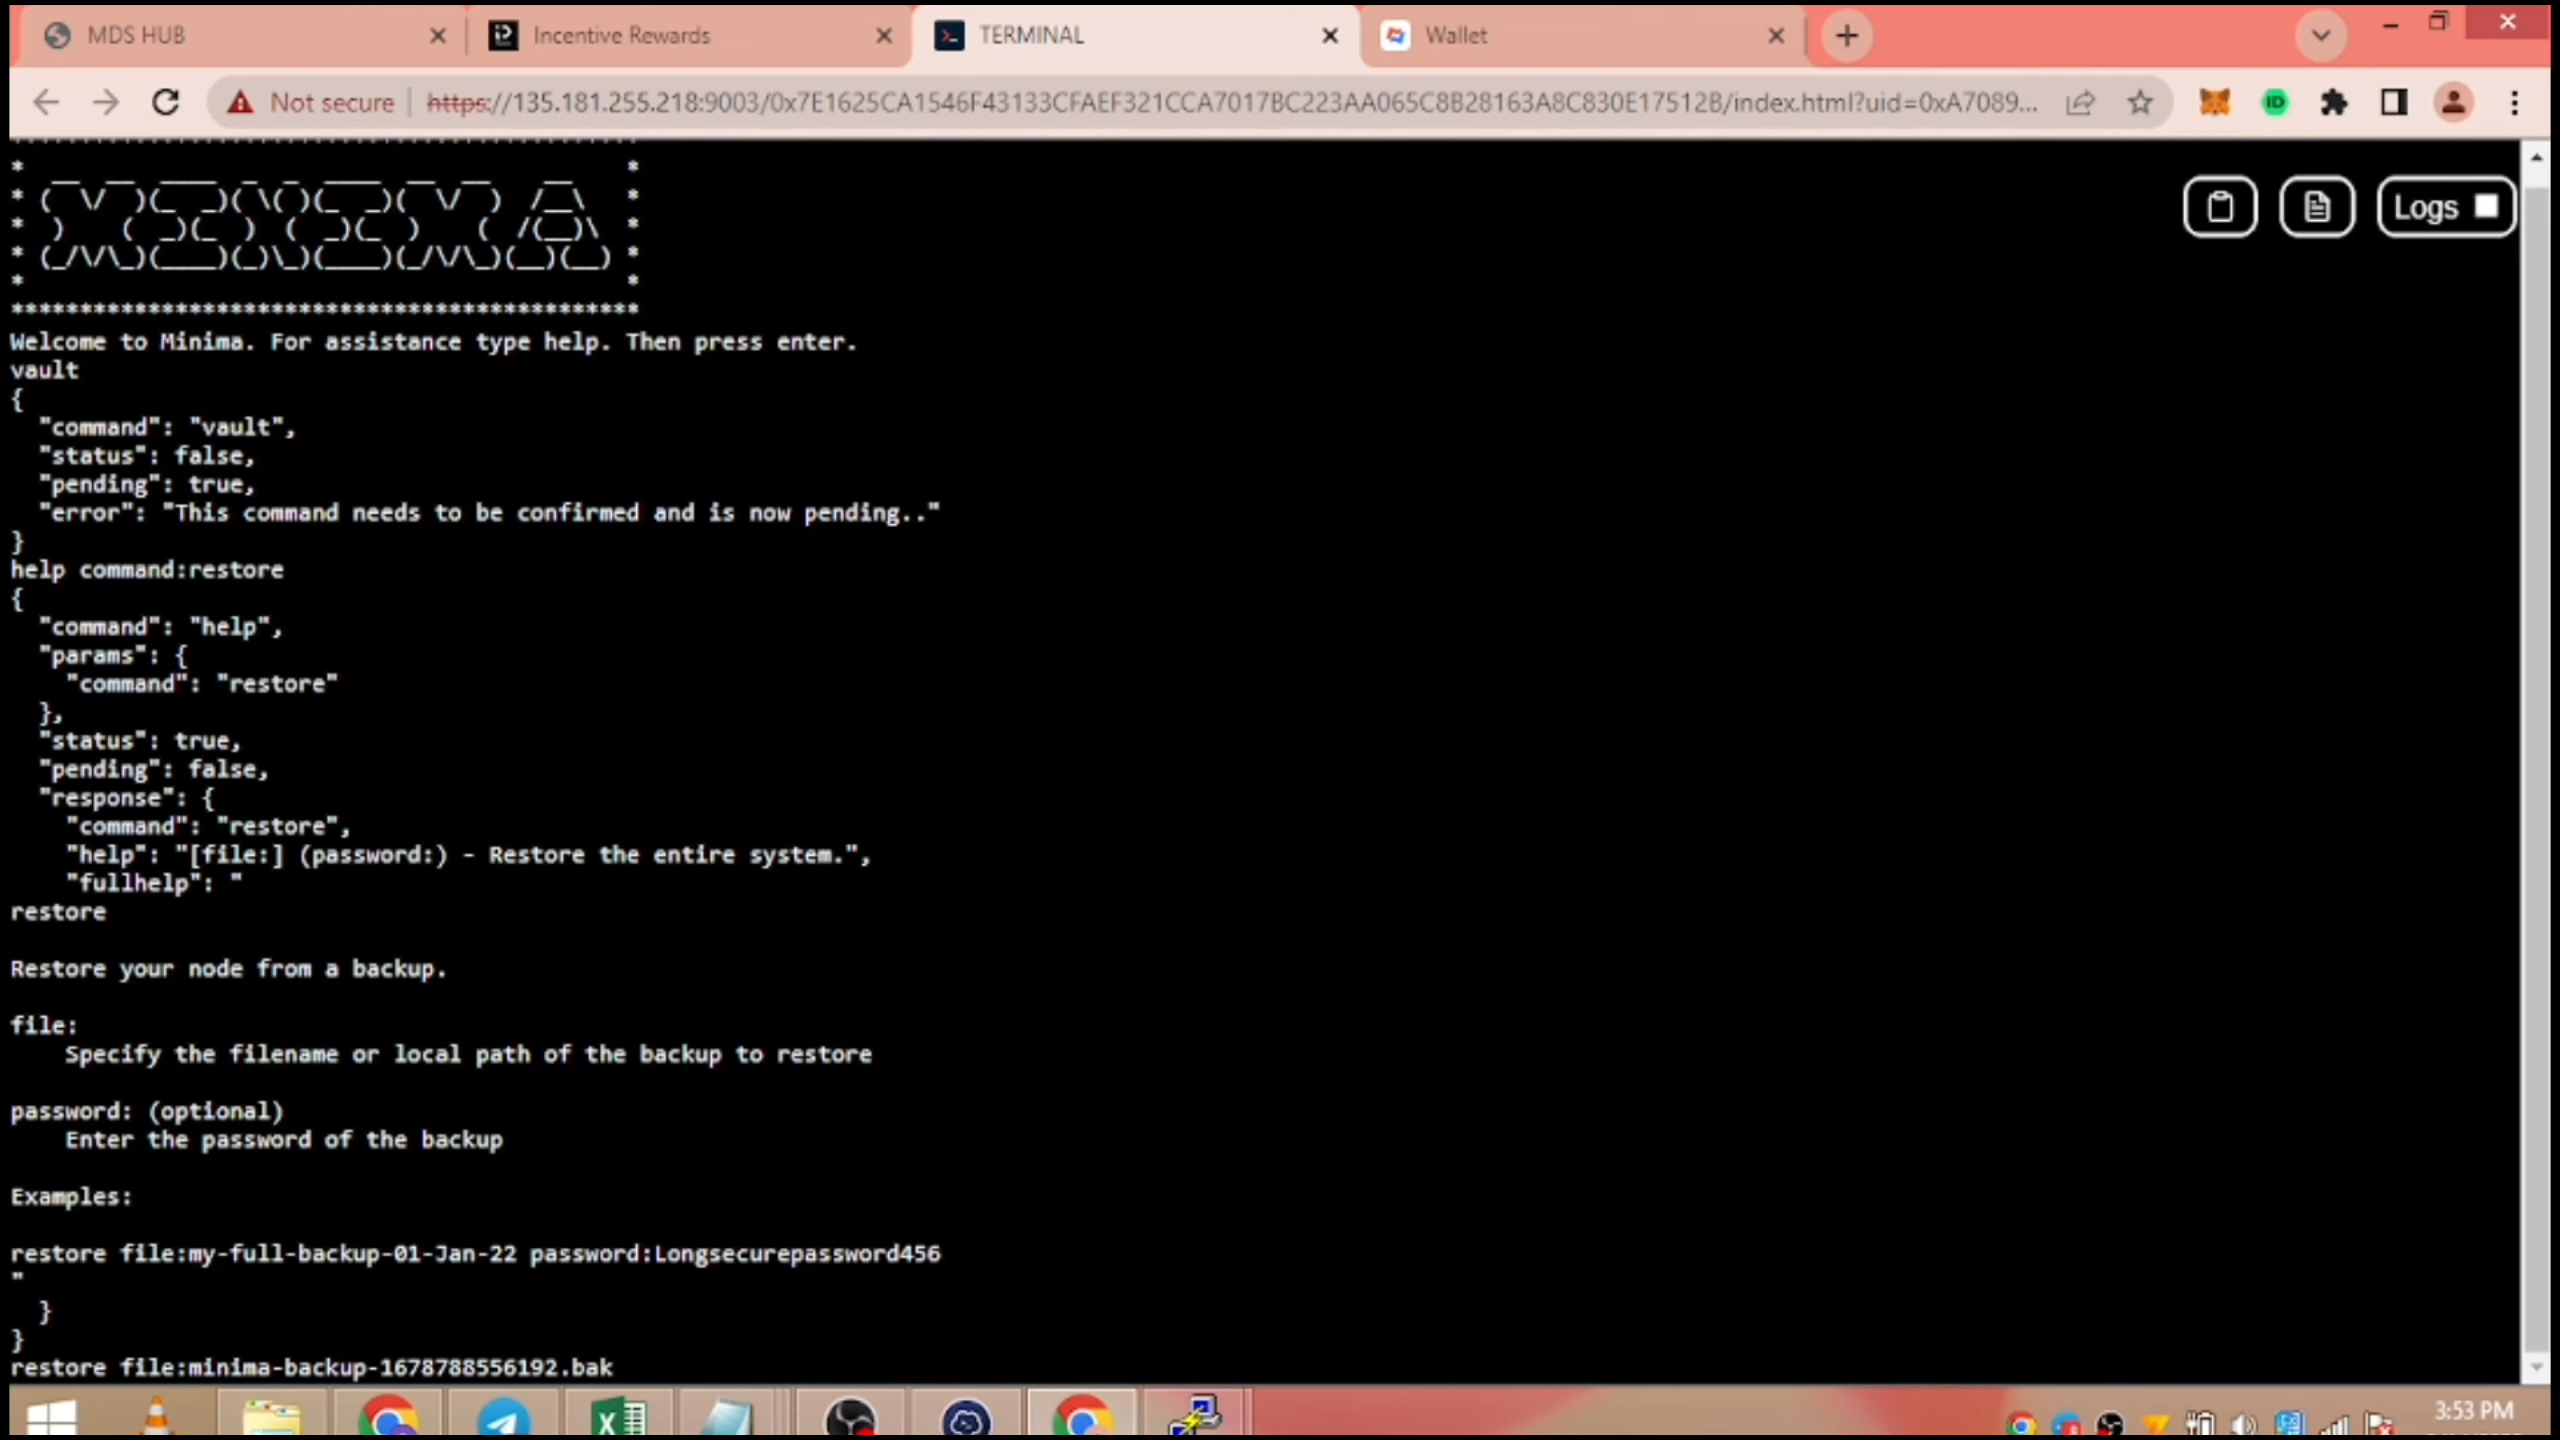 MDS HUB
Incentive Rewards
TERMINAL
Wallet
Not secure
https://135.181.255.218:9003/0x7E1625CA1546F43133CFAEF321CCA7017BC223AA065C8B28163A8C830E17512B/index.html?uid=0xA7089...
Logs
**********************************************
Welcome to Minima. For assistance type help. Then press enter.
vault
{
"command": "vault",
"status": false,
"pending": true,
"error": "This command needs to be confirmed and is now pending.."
}
help command:restore
{
"command": "help",
"params": {
"command": "restore"
},
"status": true,
"pending": false,
"response": {
"command": "restore",
"help": "[file:] (password:) - Restore the entire system.",
"fullhelp": "
restore
Restore your node from a backup.
file:
Specify the filename or local path of the backup to restore
password: (optional)
Enter the password of the backup
Examples:
restore file:my-full-backup-01-Jan-22 password:Longsecurepassword456
"
}
}
restore file:minima-backup-1678788556192.bak
3:53 PM